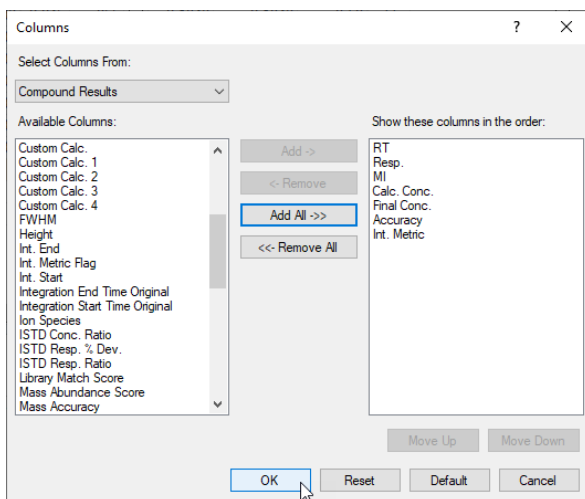 Columns
?
Select Columns From:
Compound Results
Available Columns:
Custom Calc.
Custom Calc. 1
Custom Calc. 2
Custom Calc. 3
Custom Calc. 4
FWHM
Height
Int. End
Int. Metric Flag
Int. Start
Integration End Time Original
Integration Start Time Original
Ion Species
ISTD Conc. Ratio
ISTD Resp. % Dev.
ISTD Resp. Ratio
Library Match Score
Mass Abundance Score
Mass Accuracy
Add ->
<- Remove
Add All ->>
<<- Remove All
Show these columns in the order:
RT
Resp.
MI
Calc. Conc.
Final Conc.
Accuracy
Int. Metric
Move Up
Move Down
OK
Reset
Default
Cancel